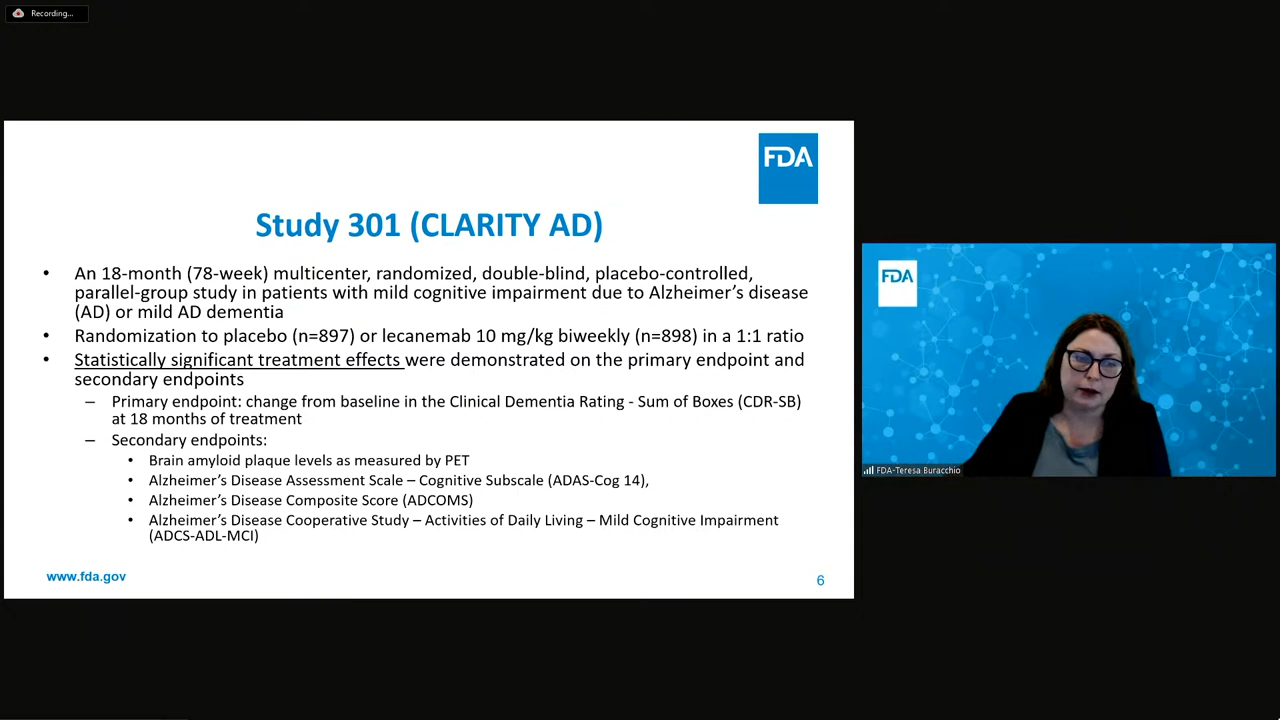 Recording...
FDA
Study 301 (CLARITY AD)
• An 18-month (78-week) multicenter, randomized, double-blind, placebo-controlled,
parallel-group study in patients with mild cognitive impairment due to Alzheimer's disease
(AD) or mild AD dementia
• Randomization to placebo (n=897) or lecanemab 10 mg/kg biweekly (n=898) in a 1:1 ratio
• Statistically significant treatment effects were demonstrated on the primary endpoint and
secondary endpoints
– Primary endpoint: change from baseline in the Clinical Dementia Rating - Sum of Boxes (CDR-SB)
at 18 months of treatment
– Secondary endpoints:
• Brain amyloid plaque levels as measured by PET
• Alzheimer's Disease Assessment Scale – Cognitive Subscale (ADAS-Cog 14),
• Alzheimer's Disease Composite Score (ADCOMS)
• Alzheimer's Disease Cooperative Study – Activities of Daily Living – Mild Cognitive Impairment
(ADCS-ADL-MCI)
www.fda.gov
6
FDA
FDA-Teresa Buracchio